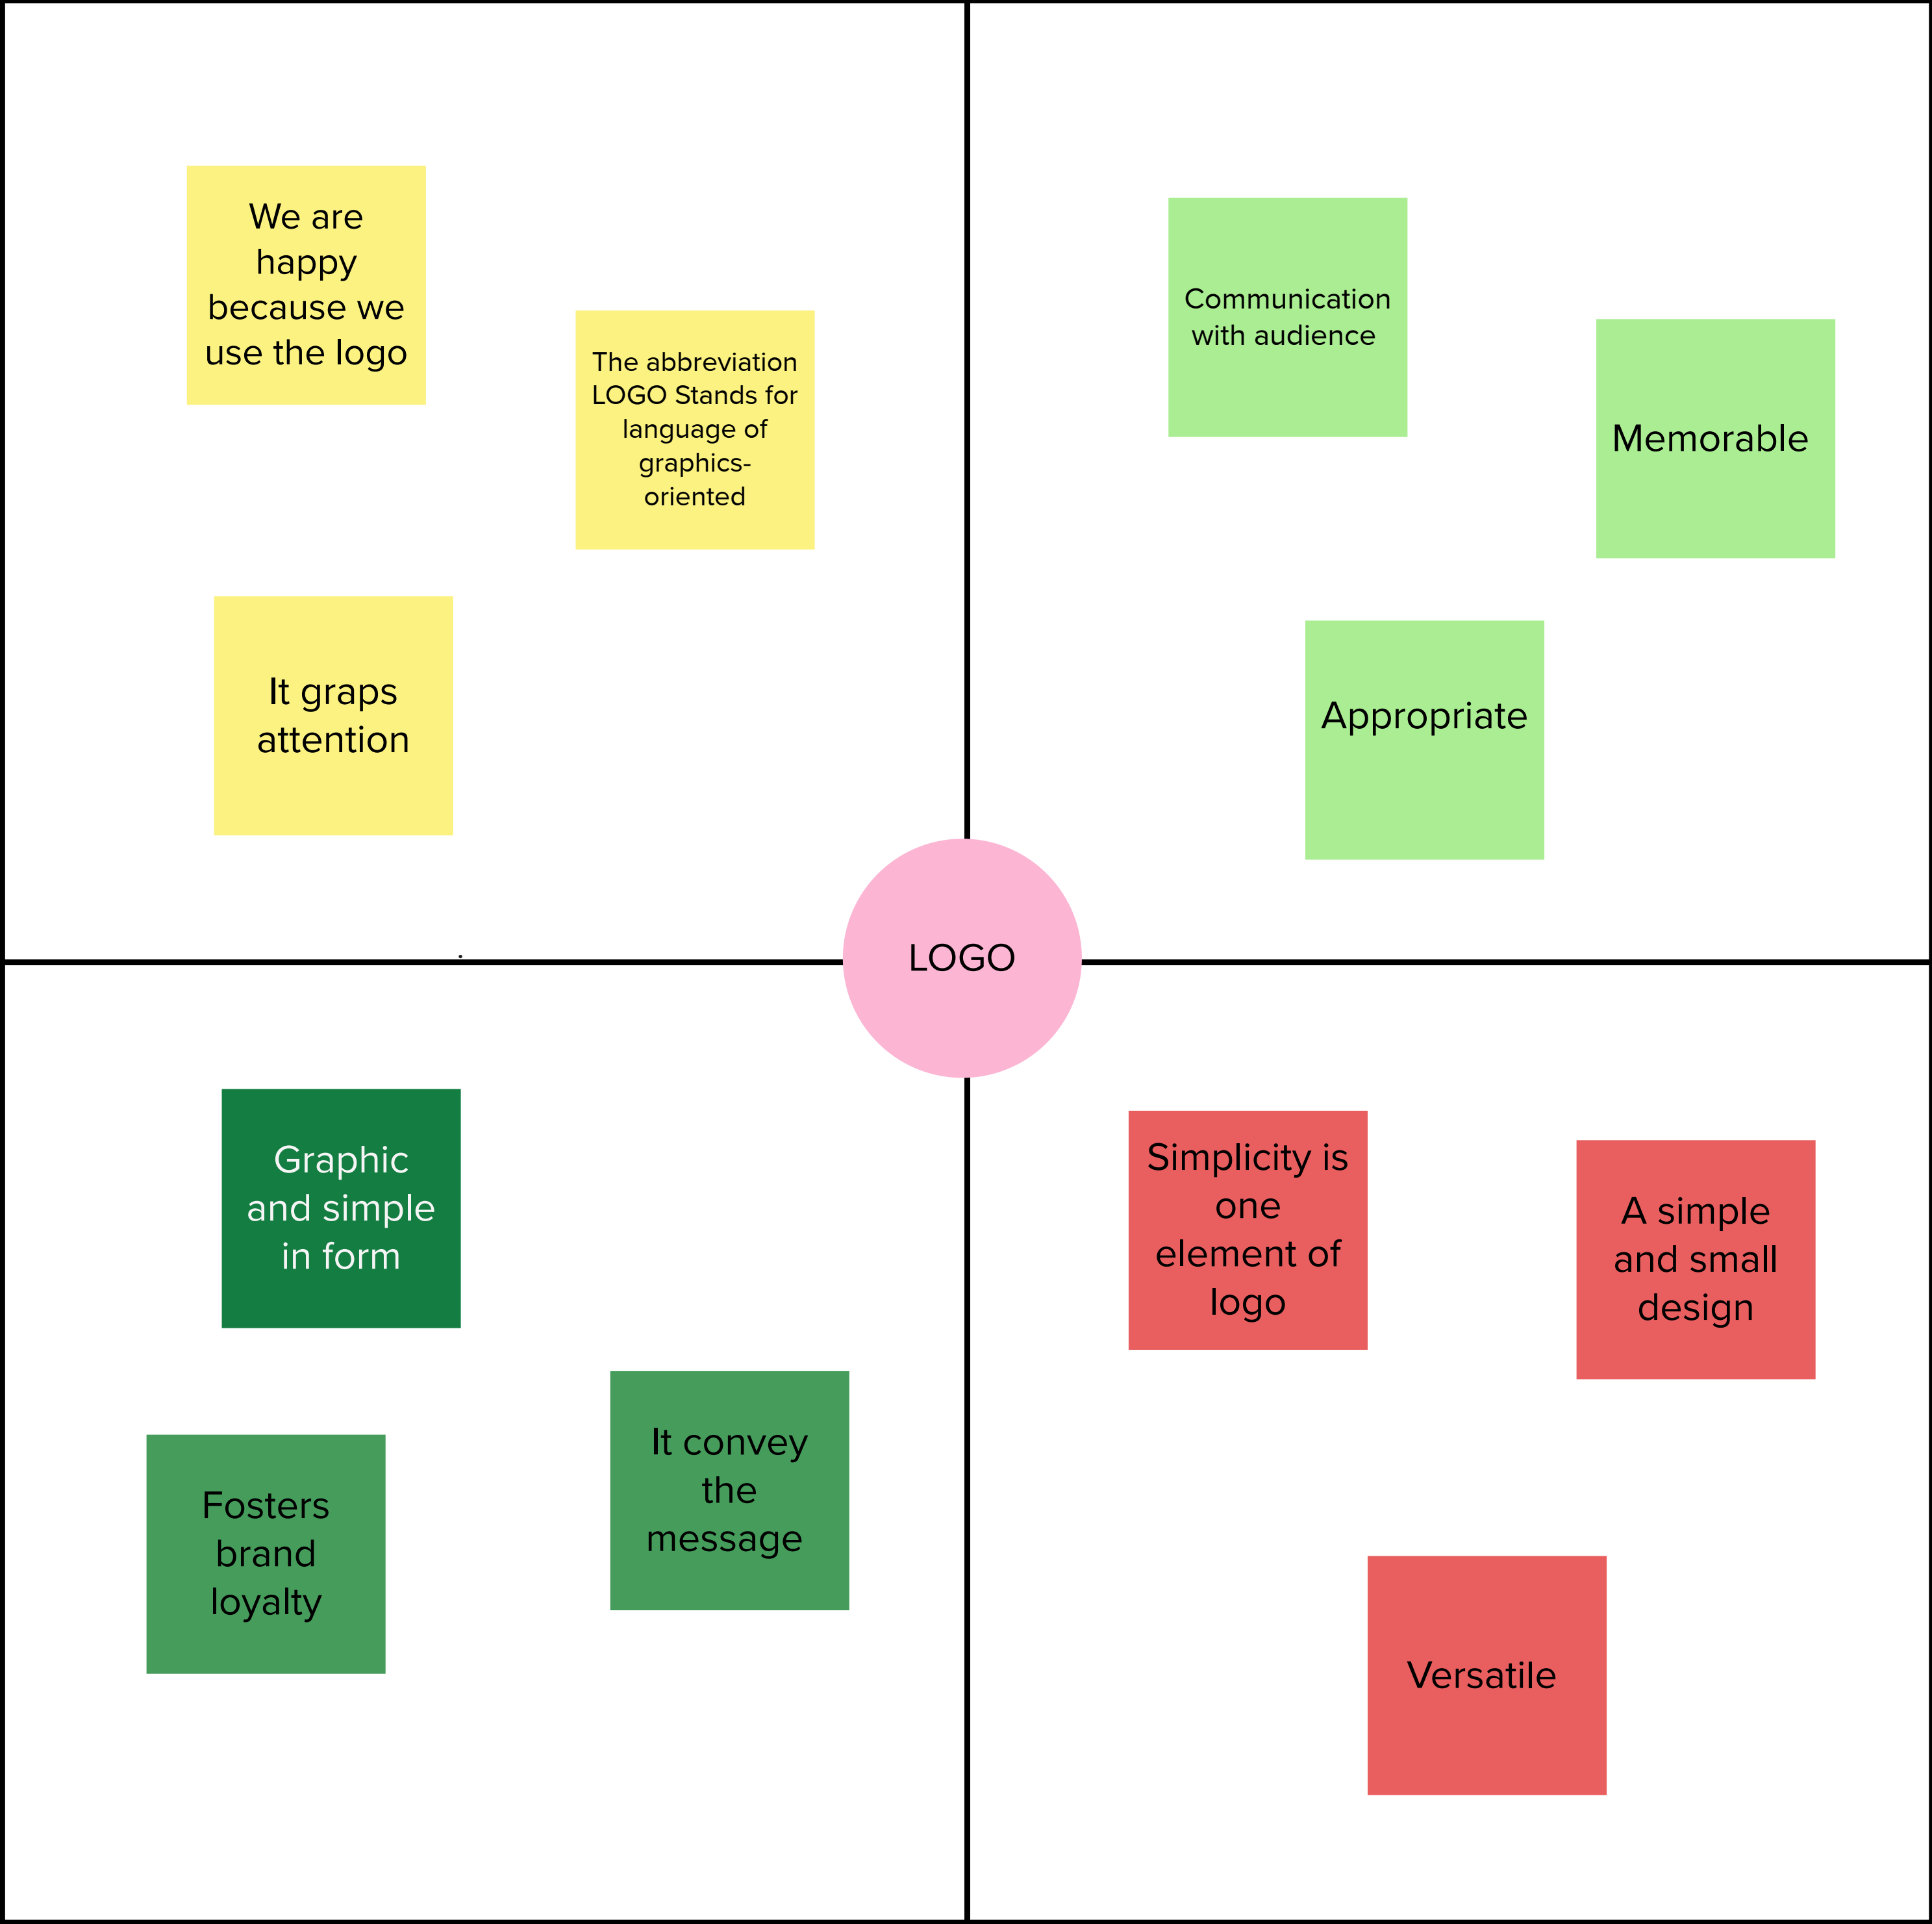 We are
happy
because we
use the logo
The abbreviation
LOGO Stands for
language of
graphics-
oriented
It graps
attention
Communication
with audience
Memorable
Appropriate
LOGO
Graphic
and simple
in form
Fosters
brand
loyalty
It convey
the
message
Simplicity is
one
element of
logo
A simple
and small
design
Versatile